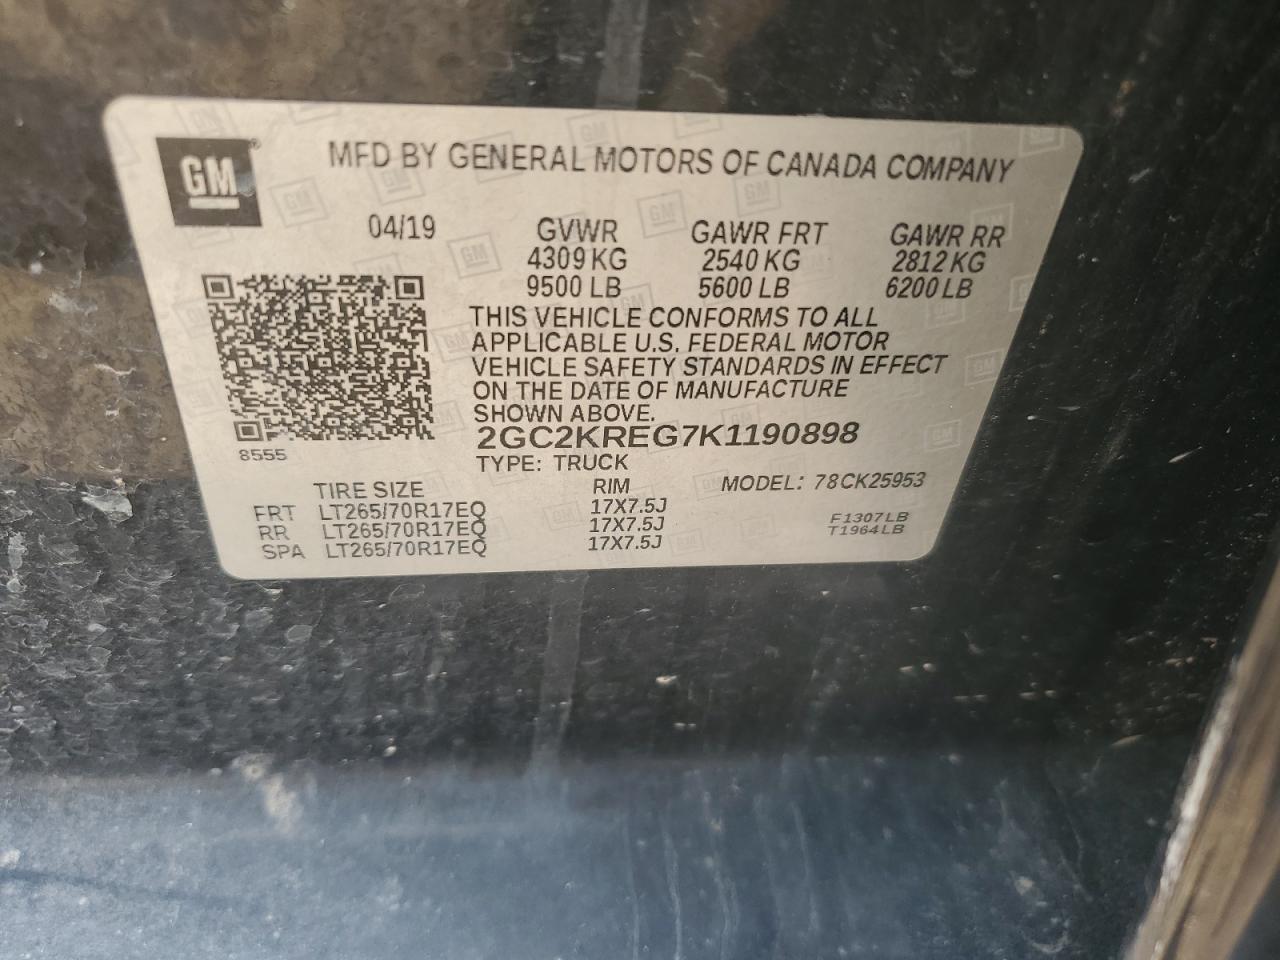 GM
MFD BY GENERAL MOTORS OF CANADA COMPANY
04/19 GVWR GAWR FRT GAWR RR
4309 KG 2540 KG 2812 KG
9500 LB 5600 LB 6200 LB
THIS VEHICLE CONFORMS TO ALL
APPLICABLE U.S. FEDERAL MOTOR
VEHICLE SAFETY STANDARDS IN EFFECT
ON THE DATE OF MANUFACTURE
SHOWN ABOVE.
2GC2KREG7K1190898
8555
TYPE: TRUCK
TIRE SIZE RIM MODEL: 78CK25953
FRT LT265/70R17EQ 17X7.5J
RR LT265/70R17EQ 17X7.5J
SPA LT265/70R17EQ 17X7.5J
F1307LB
T1964LB